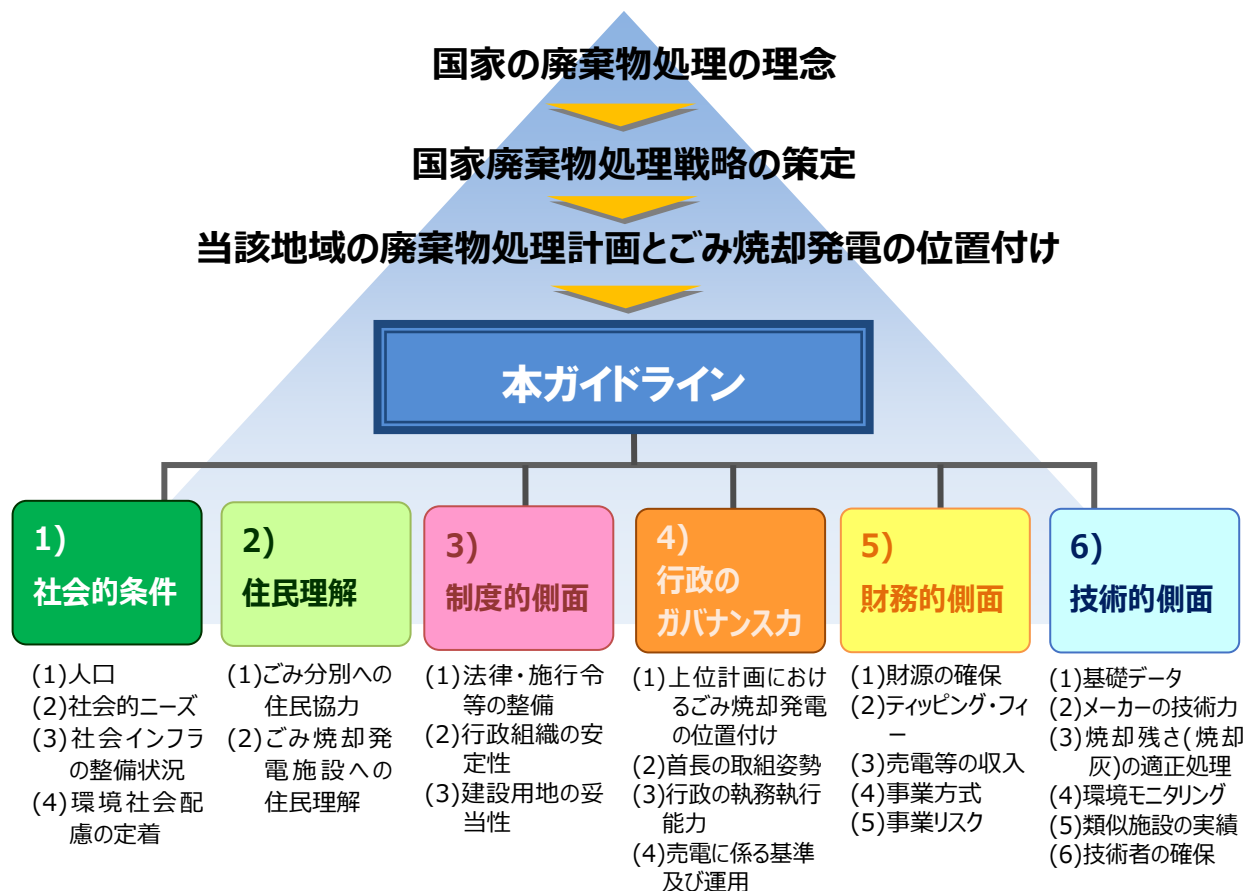 国家の廃棄物処理の理念
国家廃棄物処理戦略の策定
当該地域の廃棄物処理計画とごみ焼却発電の位置付け
本ガイドライン
1)
社会的条件
(1)人口
(2)社会的ニーズ
(3)社会インフラ
の整備状況
(4)環境社会配
慮の定着
2)
住民理解
(1)ごみ分別への
住民協力
(2)ごみ焼却発
電施設への
住民理解
3)
制度的側面
(1)法律・施行令
等の整備
(2)行政組織の安
定性
(3)建設用地の妥
当性
4)
行政の
ガバナンス力
(1)上位計画におけ
るごみ焼却発電
の位置付け
(2)首長の取組姿勢
(3)行政の執務執行
能力
(4)売電に係る基準
及び運用
5)
財務的側面
(1)財源の確保
(2)ティッピング・フィ
ー
(3)売電等の収入
(4)事業方式
(5)事業リスク
6)
技術的側面
(1)基礎データ
(2)メーカーの技術力
(3)焼却残さ(焼却
灰)の適正処理
(4)環境モニタリング
(5)類似施設の実績
(6)技術者の確保